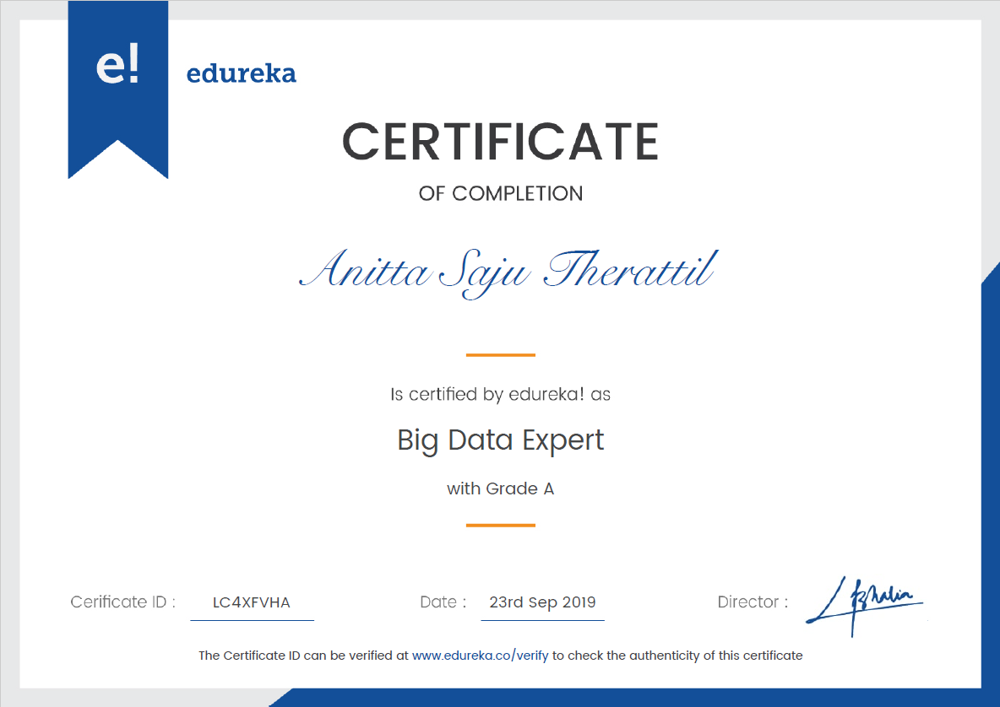 e!
edureka
CERTIFICATE
OF COMPLETION
Anitta Saju Therattil
Is certified by edureka! as
Big Data Expert
with Grade A
Cerificate ID : LC4XFVHA Date : 23rd Sep 2019 Director :
The Certificate ID can be verified at www.edureka.co/verify to check the authenticity of this certificate